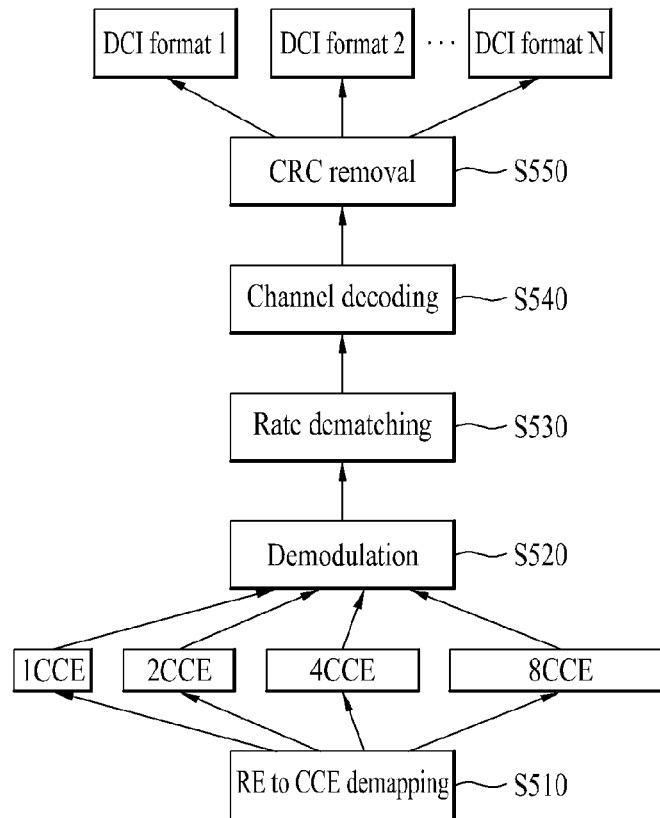 DCI format 1
DCI format 2
···
DCI format N
CRC removal
S550
Channel decoding
S540
Rate dematching
S530
Demodulation
S520
1CCE
2CCE
4CCE
8CCE
RE to CCE demapping
S510